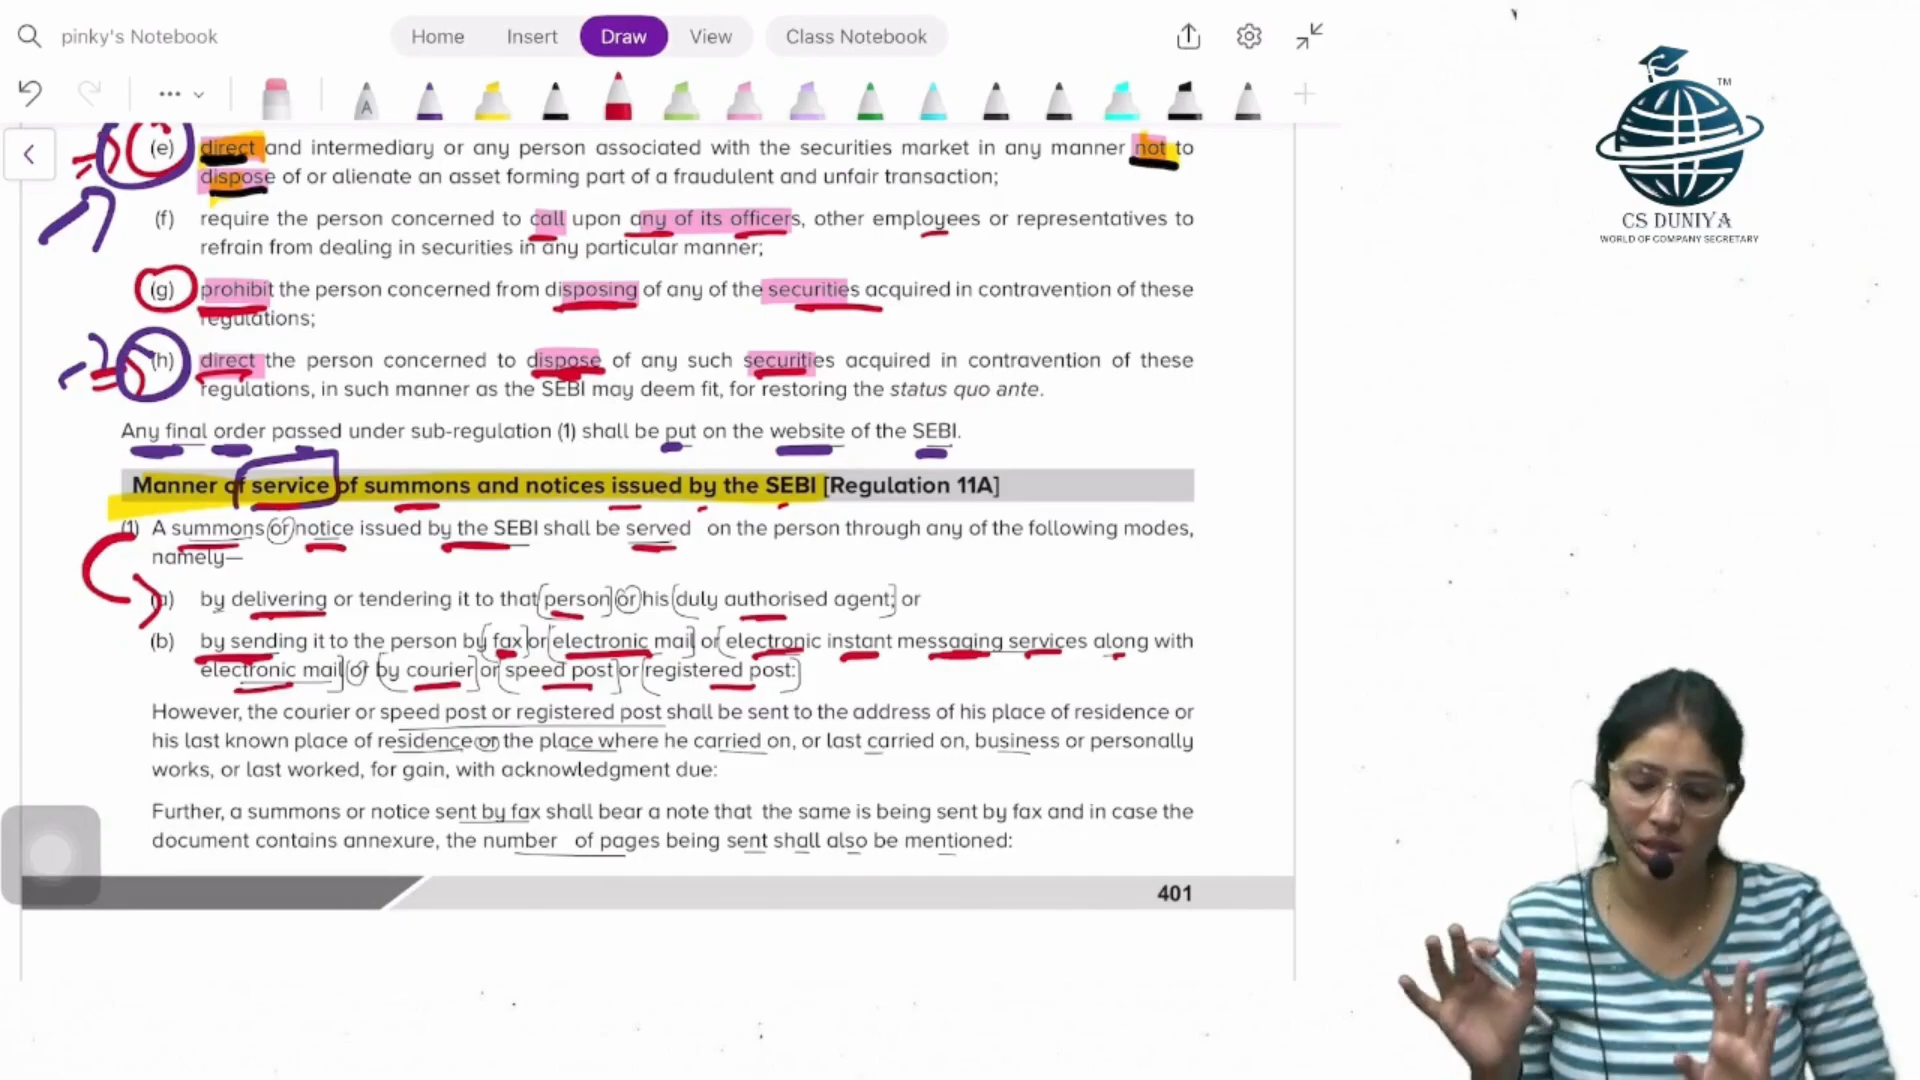 pinky's Notebook
Home Insert Draw View Class Notebook
A
(e) direct and intermediary or any person associated with the securities market in any manner not to
dispose of or alienate an asset forming part of a fraudulent and unfair transaction;
(f) require the person concerned to call upon any of its officers, other employees or representatives to
refrain from dealing in securities in any particular manner;
(g) prohibit the person concerned from disposing of any of the securities acquired in contravention of these
regulations;
(h) direct the person concerned to dispose of any such securities acquired in contravention of these
regulations, in such manner as the SEBI may deem fit, for restoring the status quo ante.
Any final order passed under sub-regulation (1) shall be put on the website of the SEBI.
Manner of service of summons and notices issued by the SEBI [Regulation 11A]
(1) A summons or notice issued by the SEBI shall be served on the person through any of the following modes,
namely—
(a) by delivering or tendering it to that person or his duly authorised agent; or
(b) by sending it to the person by fax or electronic mail or electronic instant messaging services along with
electronic mail or by courier or speed post or registered post:
However, the courier or speed post or registered post shall be sent to the address of his place of residence or
his last known place of residence or the place where he carried on, or last carried on, business or personally
works, or last worked, for gain, with acknowledgment due:
Further, a summons or notice sent by fax shall bear a note that the same is being sent by fax and in case the
document contains annexure, the number of pages being sent shall also be mentioned:
401
TM
CS DUNIYA
WORLD OF COMPANY SECRETARY